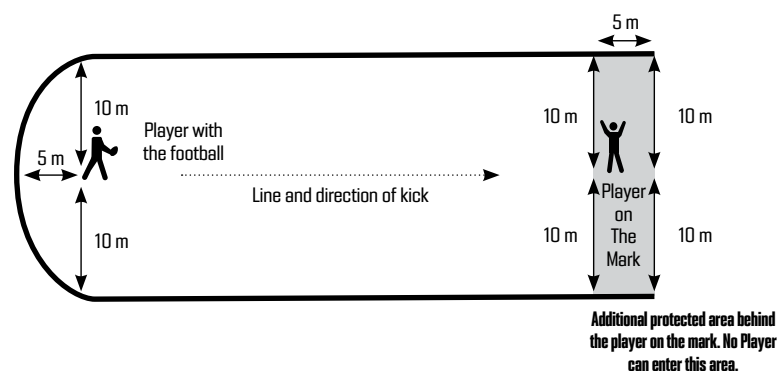 5 m
10 m
10 m
10 m
Player with
the football
5 m
Line and direction of kick
Player
on
The
Mark
10 m
10 m
10 m
Additional protected area behind
the player on the mark. No Player
can enter this area.